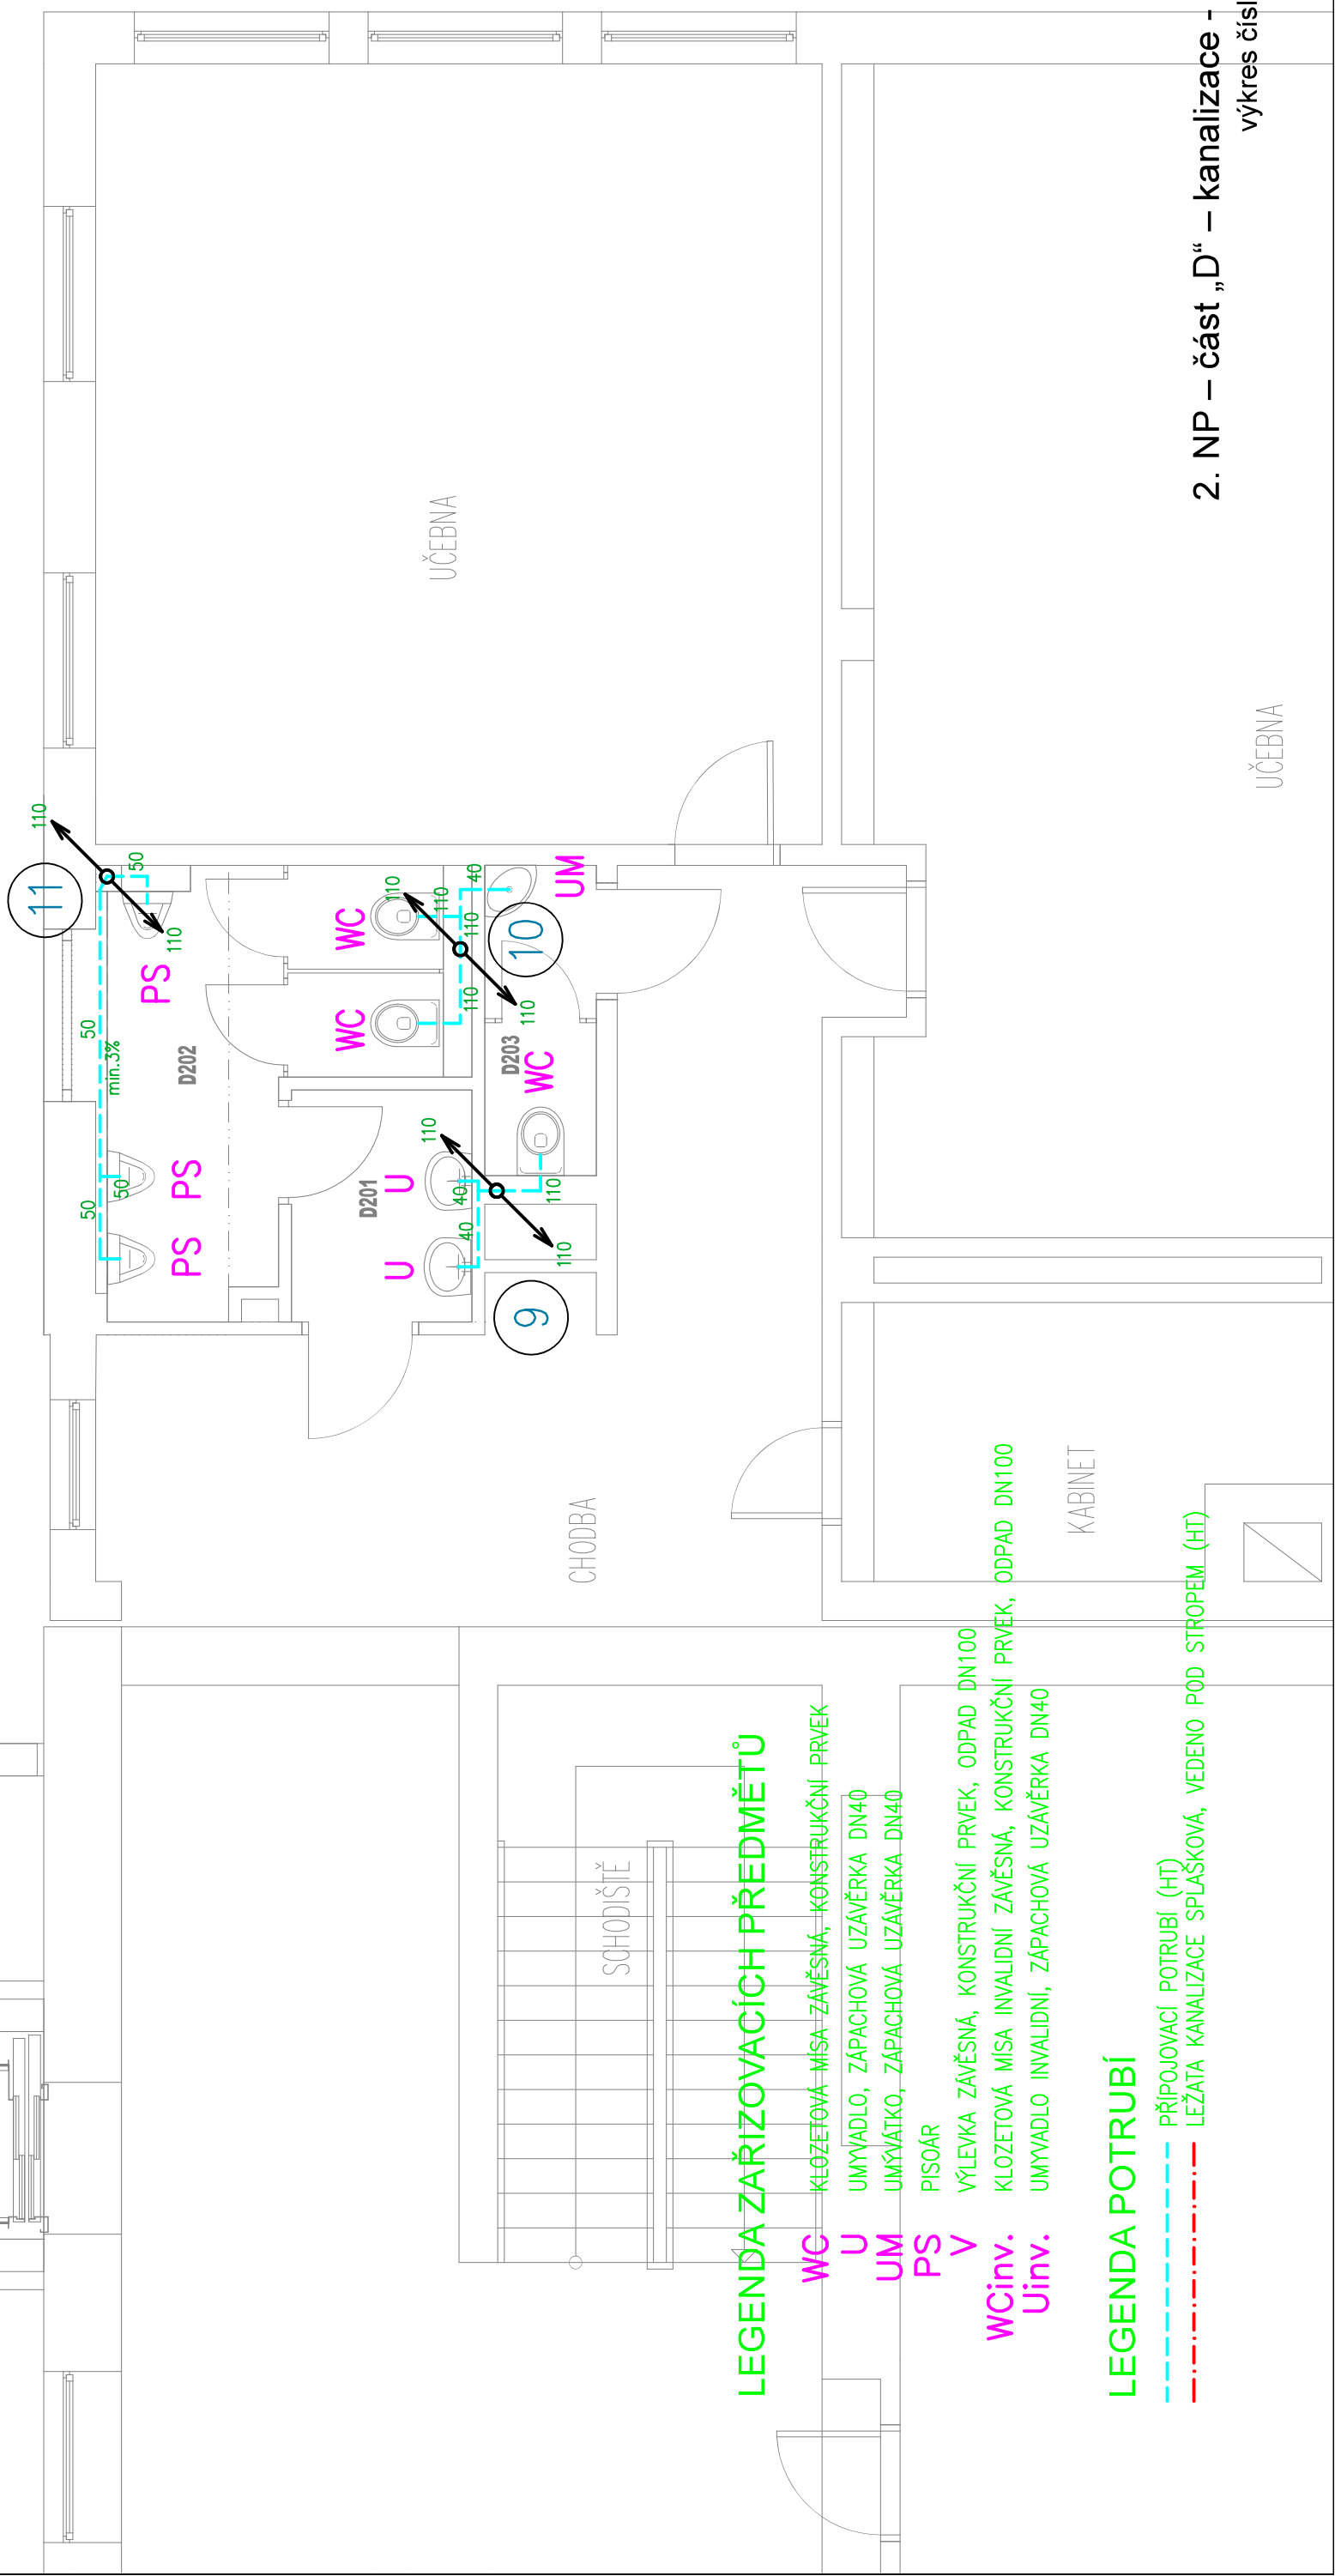 2. NP – část „D“ – kanalizace -
výkres čísl
11
110
50
110
PS
50
min.3%
D202
50
50
PS
PS
UČEBNA
WC
WC
110
110
40
110
110
110
UM
10
D203
WC
110
D201
U
U
40
40
110
110
9
UČEBNA
CHODBA
KABINET
SCHODIŠTĚ
LEGENDA ZAŘIZOVACÍCH PŘEDMĚTŮ
WC KLOZETOVÁ MÍSA ZÁVĚSNÁ, KONSTRUKČNÍ PRVEK
U UMYVADLO, ZÁPACHOVÁ UZÁVĚRKA DN40
UM UMÝVÁTKO, ZÁPACHOVÁ UZÁVĚRKA DN40
PS PISOÁR
V VÝLEVKA ZÁVĚSNÁ, KONSTRUKČNÍ PRVEK, ODPAD DN100
WCinv. KLOZETOVÁ MÍSA INVALIDNÍ ZÁVĚSNÁ, KONSTRUKČNÍ PRVEK, ODPAD DN100
Uinv. UMYVADLO INVALIDNÍ, ZÁPACHOVÁ UZÁVĚRKA DN40
LEGENDA POTRUBÍ
PŘÍPOJOVACÍ POTRUBÍ (HT)
LEŽATA KANALIZACE SPLAŠKOVÁ, VEDENO POD STROPEM (HT)